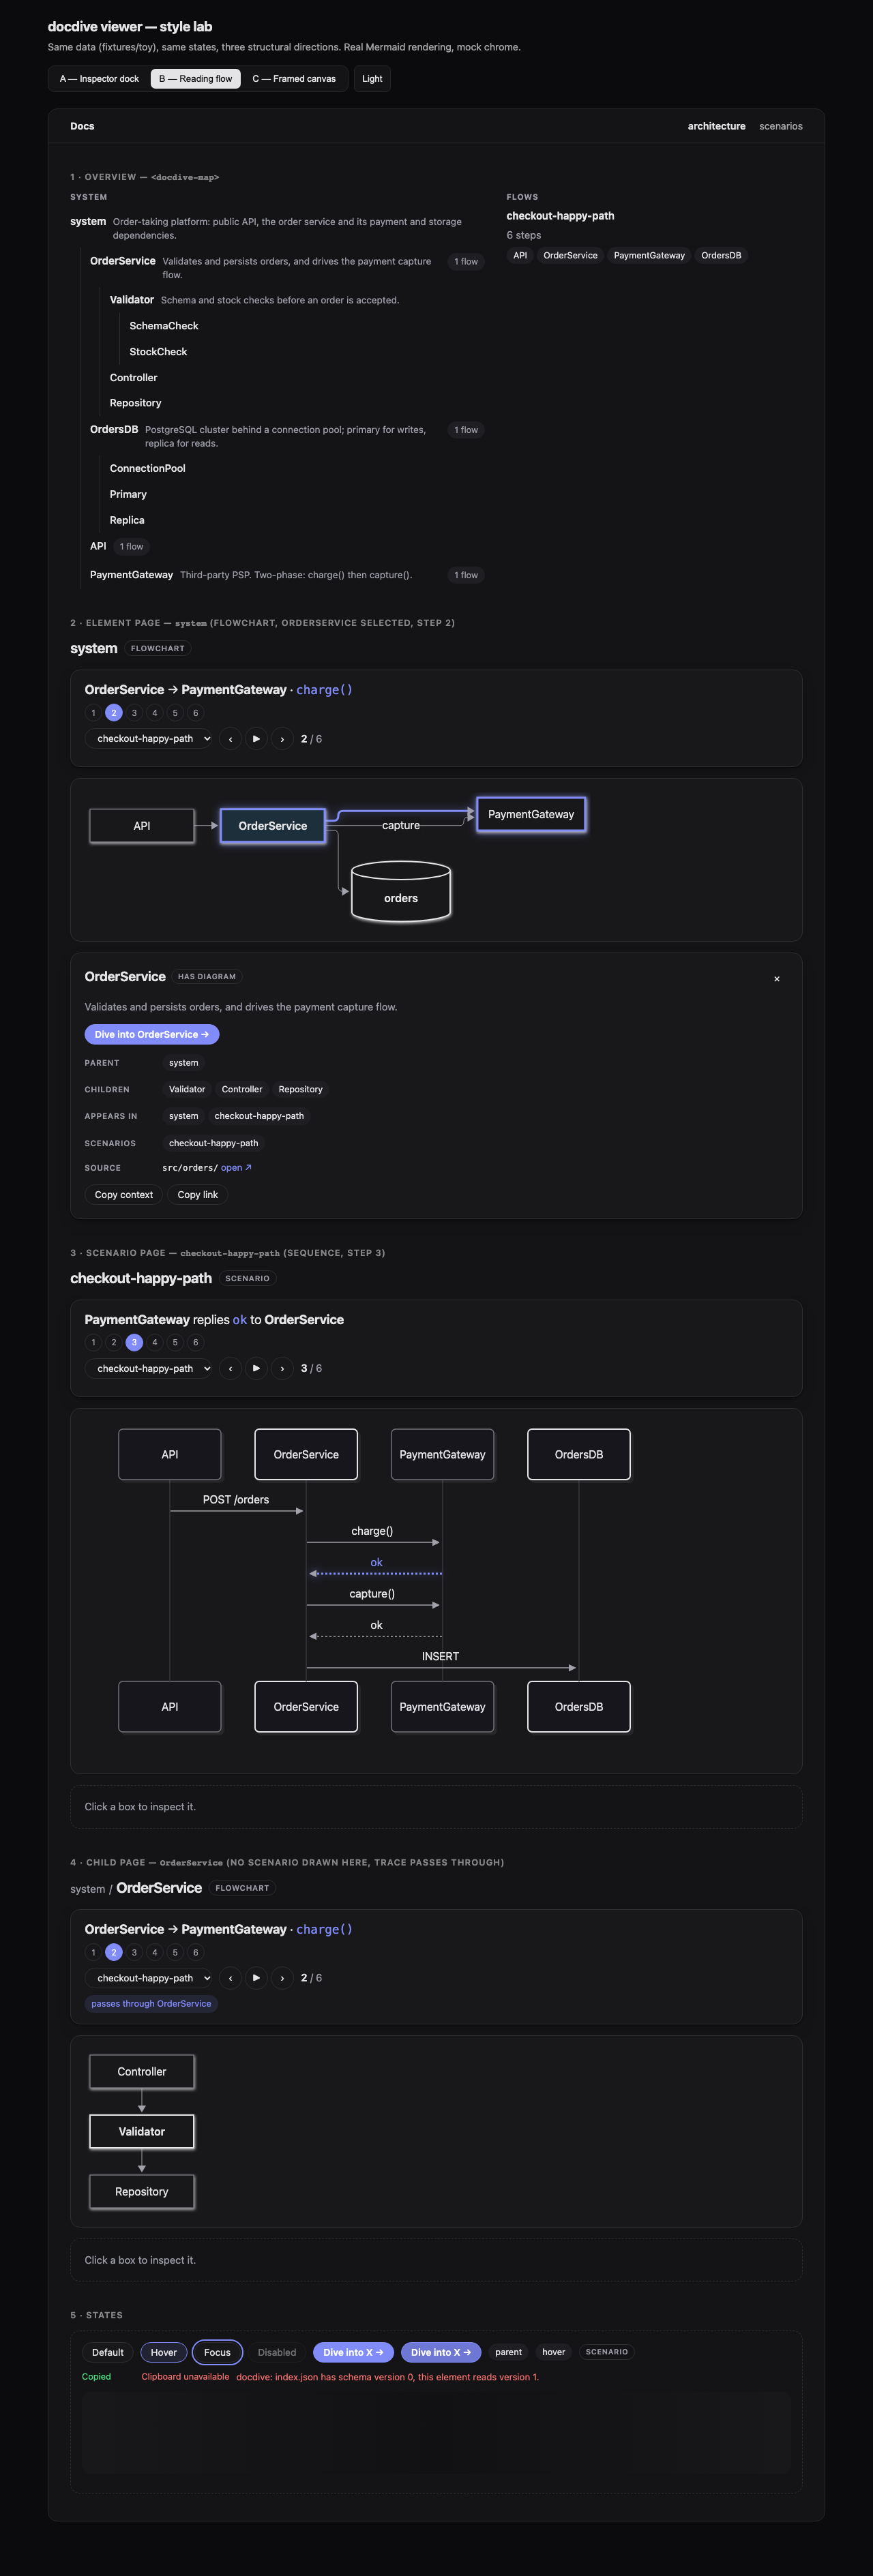 docdive viewer — style lab
Same data (fixtures/toy), same states, three structural directions. Real Mermaid rendering, mock chrome.
A — Inspector dock B — Reading flow C — Framed canvas Light
Docs architecture scenarios
1 · OVERVIEW — <docdive-map>
SYSTEM
system Order-taking platform: public API, the order service and its payment and storage
dependencies.
OrderService Validates and persists orders, and drives the payment capture 1 flow
flow.
Validator Schema and stock checks before an order is accepted.
SchemaCheck
StockCheck
Controller
Repository
OrdersDB PostgreSQL cluster behind a connection pool; primary for writes, 1 flow
replica for reads.
ConnectionPool
Primary
Replica
API 1 flow
PaymentGateway Third-party PSP. Two-phase: charge() then capture(). 1 flow
FLOWS
checkout-happy-path
6 steps
API OrderService PaymentGateway OrdersDB
2 · ELEMENT PAGE — system (FLOWCHART, ORDERSERVICE SELECTED, STEP 2)
system FLOWCHART
OrderService → PaymentGateway · charge()
1 2 3 4 5 6
checkout-happy-path ‹ ▶ › 2 / 6
API OrderService capture PaymentGateway
orders
OrderService HAS DIAGRAM ×
Validates and persists orders, and drives the payment capture flow.
Dive into OrderService →
PARENT system
CHILDREN Validator Controller Repository
APPEARS IN system checkout-happy-path
SCENARIOS checkout-happy-path
SOURCE src/orders/ open ↗
Copy context Copy link
3 · SCENARIO PAGE — checkout-happy-path (SEQUENCE, STEP 3)
checkout-happy-path SCENARIO
PaymentGateway replies ok to OrderService
1 2 3 4 5 6
checkout-happy-path ‹ ▶ › 3 / 6
API OrderService PaymentGateway OrdersDB
POST /orders
charge()
ok
capture()
ok
INSERT
API OrderService PaymentGateway OrdersDB
Click a box to inspect it.
4 · CHILD PAGE — OrderService (NO SCENARIO DRAWN HERE, TRACE PASSES THROUGH)
system / OrderService FLOWCHART
OrderService → PaymentGateway · charge()
1 2 3 4 5 6
checkout-happy-path ‹ ▶ › 2 / 6
passes through OrderService
Controller
Validator
Repository
Click a box to inspect it.
5 · STATES
Default Hover Focus Disabled Dive into X → Dive into X → parent hover SCENARIO
Copied Clipboard unavailable docdive: index.json has schema version 0, this element reads version 1.